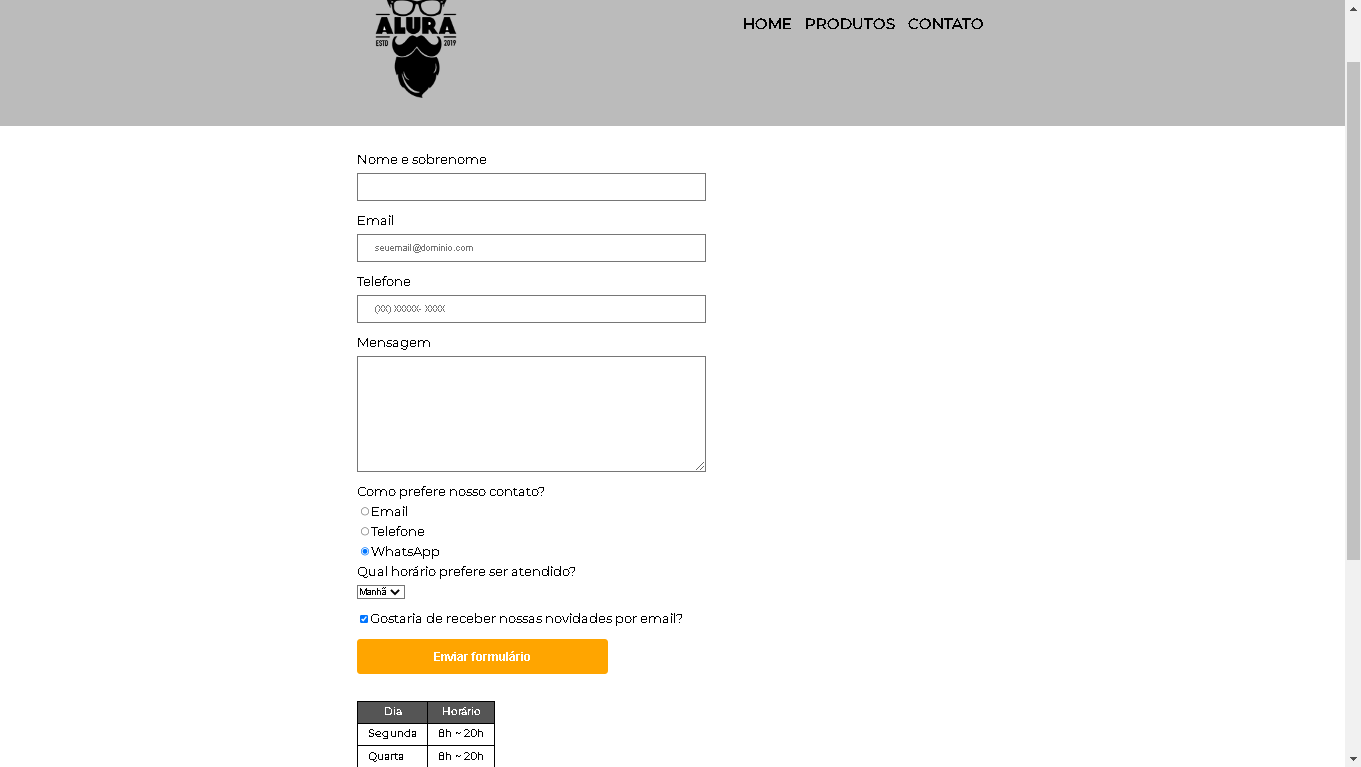 ALURA
ESTD 2019
HOME PRODUTOS CONTATO
Nome e sobrenome
Email
seuemail@dominio.com
Telefone
(XX) XXXXX- XXXX
Mensagem
Como prefere nosso contato?
Email
Telefone
WhatsApp
Qual horário prefere ser atendido?
Manhã
Gostaria de receber nossas novidades por email?
Enviar formulário
Dia Horário
Segunda 8h ~ 20h
Quarta 8h ~ 20h